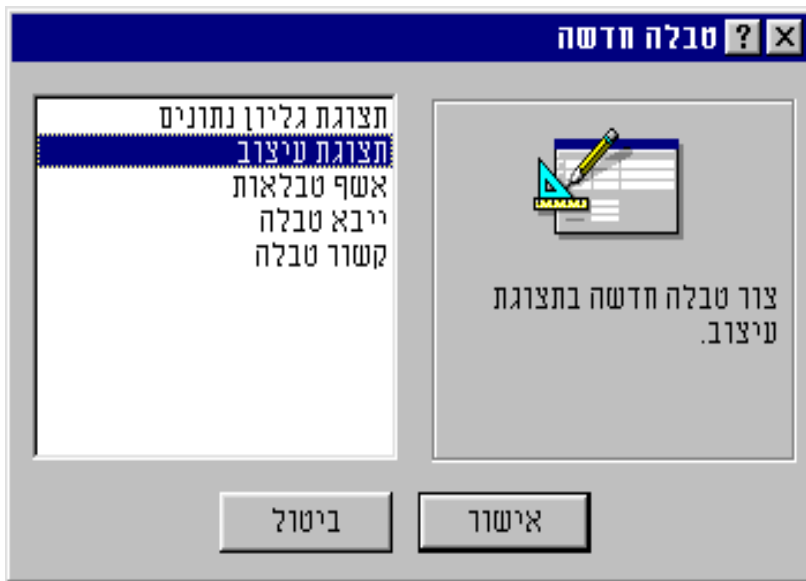 טבלה חדשה
צור טבלה חדשה בתצוגת
עיצוב.
תצוגת גליון נתונים
תצוגת עיצוב
אשף טבלאות
ייבא טבלה
קשור טבלה
אישור
ביטול